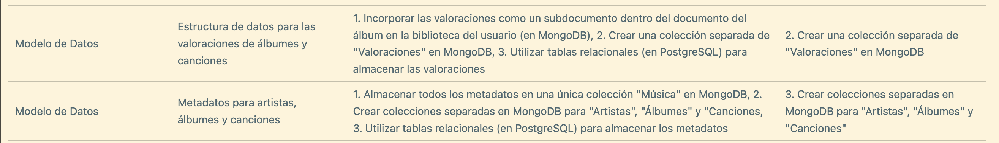 Modelo de Datos
Estructura de datos para las
valoraciones de álbumes y
canciones
1. Incorporar las valoraciones como un subdocumento dentro del documento del
álbum en la biblioteca del usuario (en MongoDB), 2. Crear una colección separada de
"Valoraciones" en MongoDB, 3. Utilizar tablas relacionales (en PostgreSQL) para
almacenar las valoraciones
2. Crear una colección separada de
"Valoraciones" en MongoDB
Modelo de Datos
Metadatos para artistas,
álbumes y canciones
1. Almacenar todos los metadatos en una única colección "Música" en MongoDB, 2.
Crear colecciones separadas en MongoDB para "Artistas", "Álbumes" y "Canciones,
3. Utilizar tablas relacionales (en PostgreSQL) para almacenar los metadatos
3. Crear colecciones separadas en
MongoDB para "Artistas", "Álbumes" y
"Canciones"